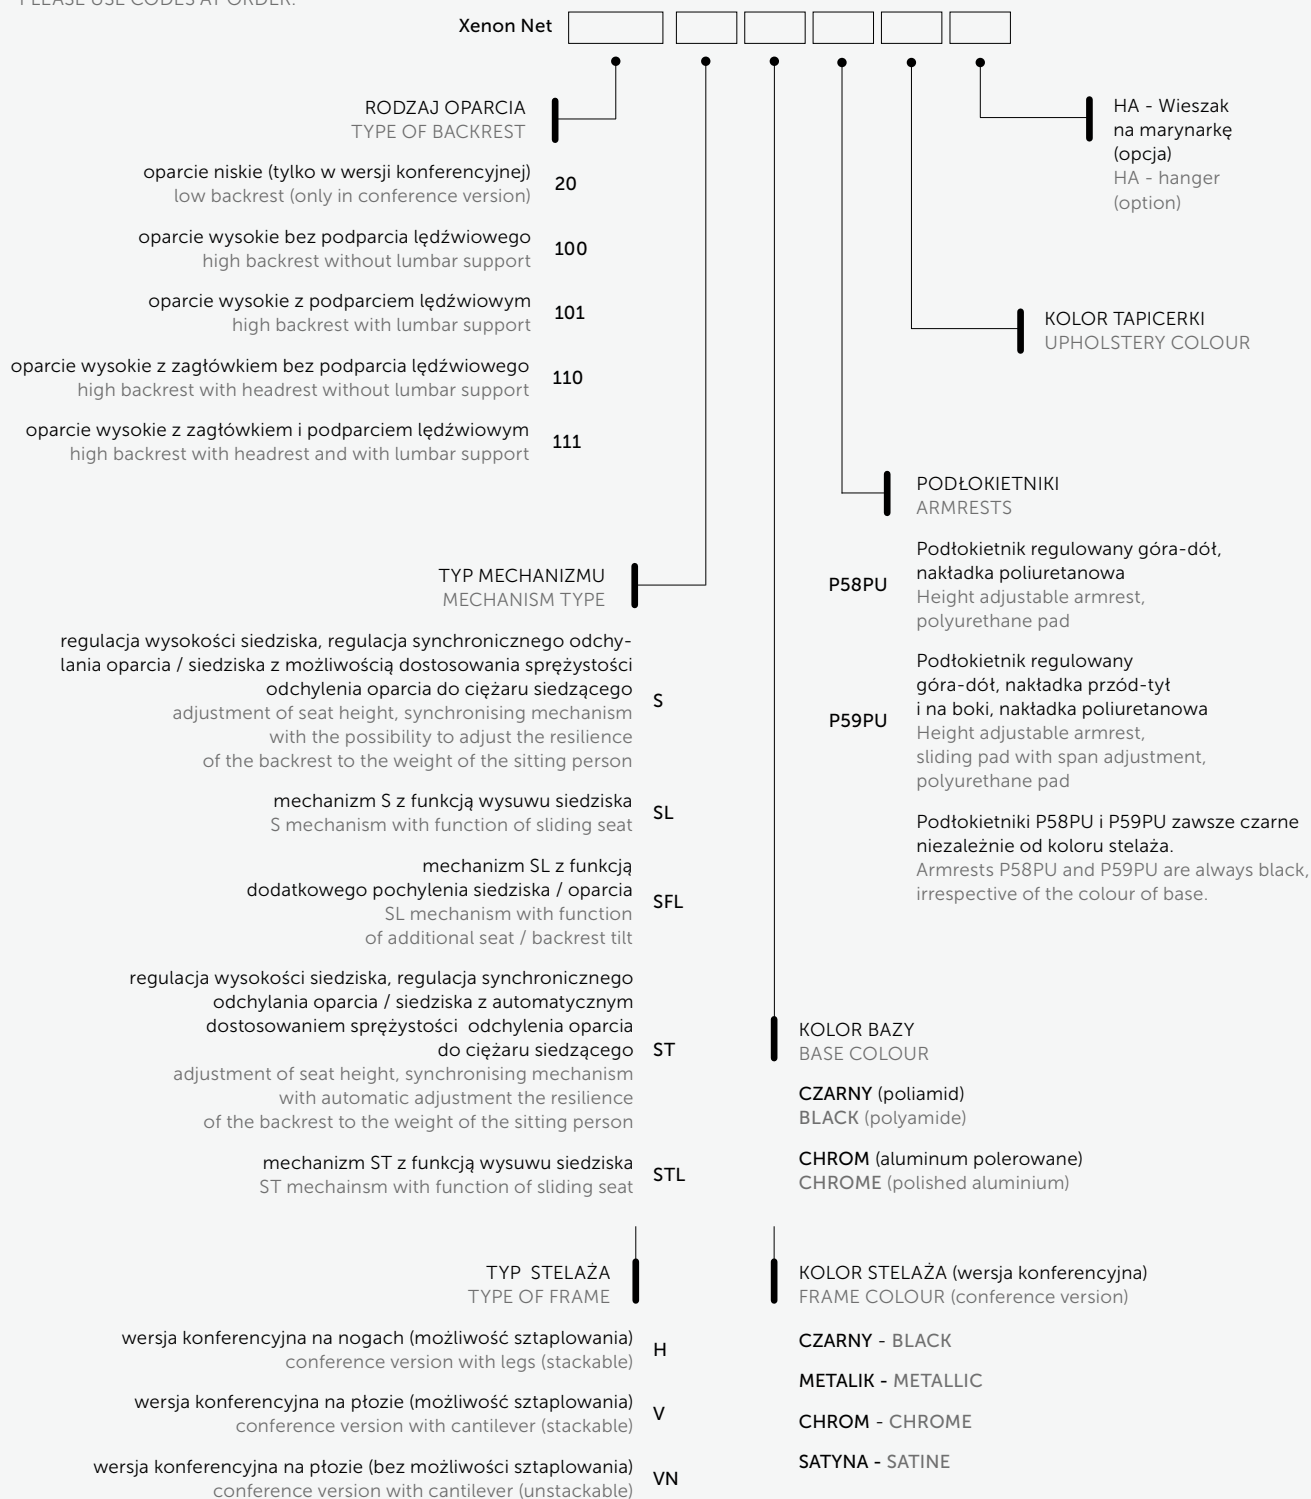 PLEASE USE CODES AT ORDER.
Xenon Net
RODZAJ OPARCIA
TYPE OF BACKREST
oparcie niskie (tylko w wersji konferencyjnej)
low backrest (only in conference version)
20
oparcie wysokie bez podparcia lędźwiowego
high backrest without lumbar support
100
oparcie wysokie z podparciem lędźwiowym
high backrest with lumbar support
101
oparcie wysokie z zagłówkiem bez podparcia lędźwiowego
high backrest with headrest without lumbar support
110
oparcie wysokie z zagłówkiem i podparciem lędźwiowym
high backrest with headrest and with lumbar support
111
HA - Wieszak
na marynarkę
(opcja)
HA - hanger
(option)
KOLOR TAPICERKI
UPHOLSTERY COLOUR
PODŁOKIETNIKI
ARMRESTS
P58PU
Podłokietnik regulowany góra-dół,
nakładka poliuretanowa
Height adjustable armrest,
polyurethane pad
P59PU
Podłokietnik regulowany
góra-dół, nakładka przód-tył
i na boki, nakładka poliuretanowa
Height adjustable armrest,
sliding pad with span adjustment,
polyurethane pad
Podłokietniki P58PU i P59PU zawsze czarne
niezależnie od koloru stelaża.
Armrests P58PU and P59PU are always black,
irrespective of the colour of base.
TYP MECHANIZMU
MECHANISM TYPE
regulacja wysokości siedziska, regulacja synchronicznego odchy-
lania oparcia / siedziska z możliwością dostosowania sprężystości
odchylenia oparcia do ciężaru siedzącego
adjustment of seat height, synchronising mechanism
with the possibility to adjust the resilience
of the backrest to the weight of the sitting person
S
mechanizm S z funkcją wysuwu siedziska
S mechanism with function of sliding seat
SL
mechanizm SL z funkcją
dodatkowego pochylenia siedziska / oparcia
SL mechanism with function
of additional seat / backrest tilt
SFL
regulacja wysokości siedziska, regulacja synchronicznego
odchylania oparcia / siedziska z automatycznym
dostosowaniem sprężystości odchylenia oparcia
do ciężaru siedzącego
adjustment of seat height, synchronising mechanism
with automatic adjustment the resilience
of the backrest to the weight of the sitting person
ST
mechanizm ST z funkcją wysuwu siedziska
ST mechainsm with function of sliding seat
STL
KOLOR BAZY
BASE COLOUR
CZARNY (poliamid)
BLACK (polyamide)
CHROM (aluminum polerowane)
CHROME (polished aluminium)
TYP STELAŻA
TYPE OF FRAME
wersja konferencyjna na nogach (możliwość sztaplowania)
conference version with legs (stackable)
H
wersja konferencyjna na płozie (możliwość sztaplowania)
conference version with cantilever (stackable)
V
wersja konferencyjna na płozie (bez możliwości sztaplowania)
conference version with cantilever (unstackable)
VN
KOLOR STELAŻA (wersja konferencyjna)
FRAME COLOUR (conference version)
CZARNY - BLACK
METALIK - METALLIC
CHROM - CHROME
SATYNA - SATINE